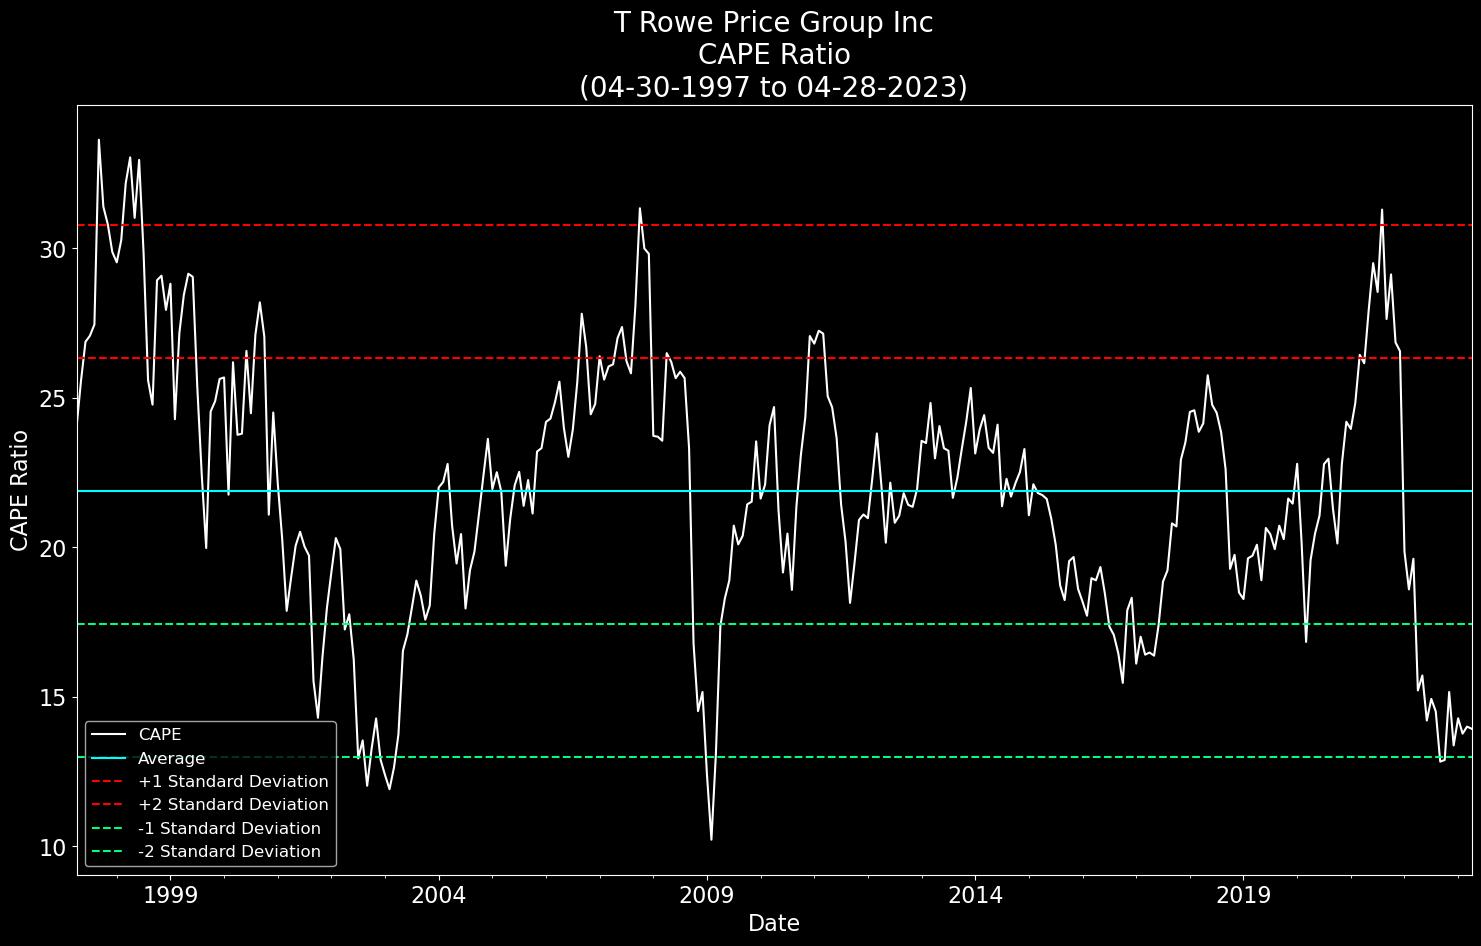 T Rowe Price Group Inc
CAPE Ratio
(04-30-1997 to 04-28-2023)
CAPE Ratio
30
25
20
15
10
CAPE
Average
+1 Standard Deviation
+2 Standard Deviation
-1 Standard Deviation
-2 Standard Deviation
1999 2004 2009 2014 2019
Date